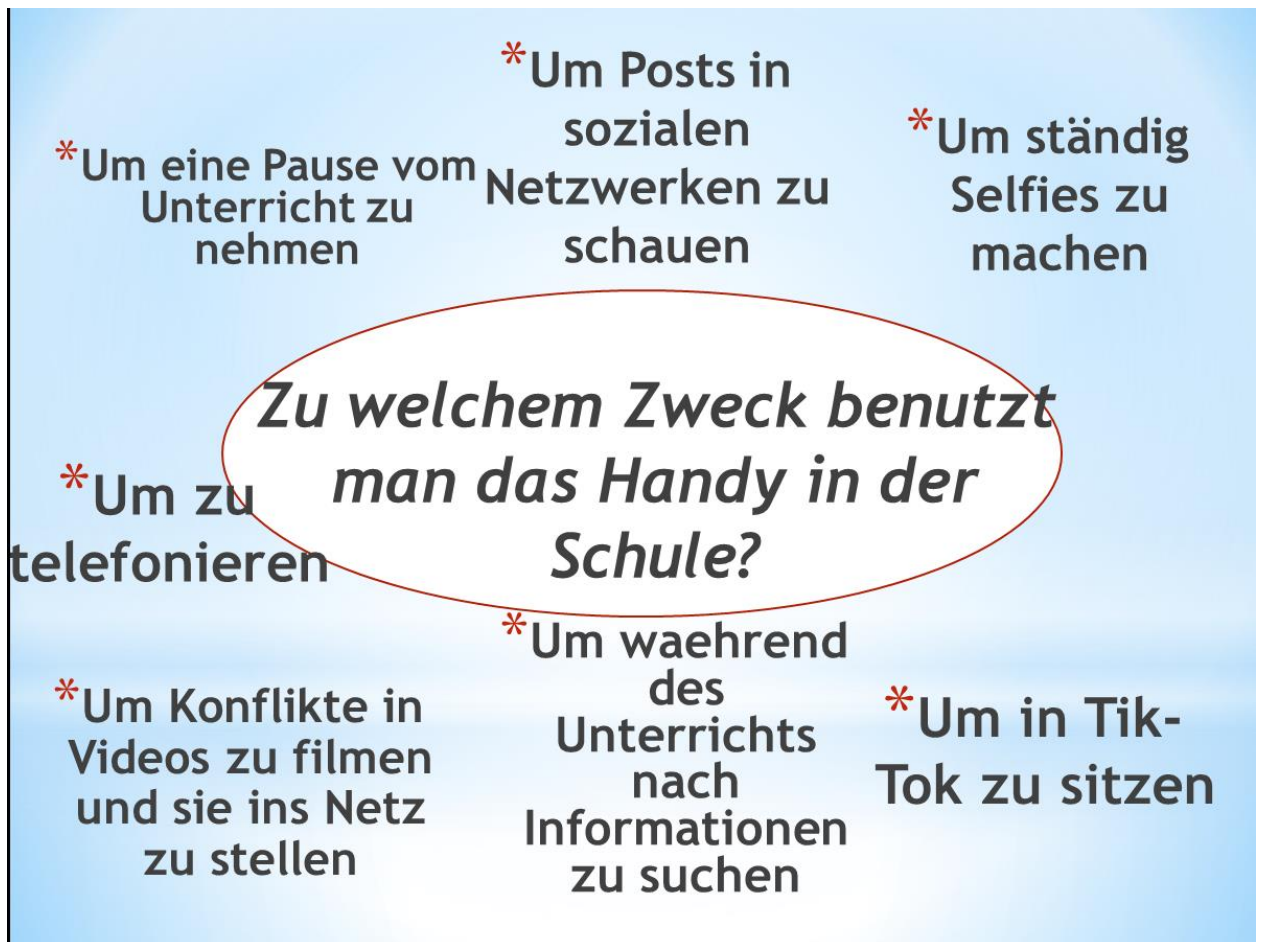 *Um eine Pause vom
Unterricht zu
nehmen
*Um Posts in
sozialen
Netzwerken zu
schauen
*Um ständig
Selfies zu
machen
Zu welchem Zweck benutzt
man das Handy in der
Schule?
*Um zu
telefonieren
*Um Konflikte in
Videos zu filmen
und sie ins Netz
zu stellen
*Um waehrend
des
Unterrichts
nach
Informationen
zu suchen
*Um in Tik-
Tok zu sitzen